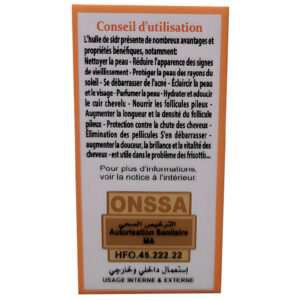 Conseil d'utilisation
L'huile de sidr présente de nombreux avantages et
propriétés bénéfiques, notamment:
Nettoyer la peau - Réduire l'apparence des signes
de vieillissement - Protéger la peau des rayons du
soleil - Se débarrasser de l'acné - Éclaircir la peau
et le visage - Parfumer la peau - Hydrater et adoucir
le cuir chevelu - Nourrir les follicules pileux -
Augmenter la longueur et la densité du follicule
pileux - Protection contre la chute des cheveux -
Élimination des pellicules S'en débarrasser -
augmenter la douceur, la brillance et la vitalité des
cheveux - est utile dans le problème des frisottis...
Pour plus d'informations,
voir la notice à l'intérieur.
ONSSA
الترخيص الصحي
Autorisation Sanitaire
MA
HFO.45.222.22
إستعمال داخلي وخارجي
USAGE INTERNE & EXTERNE